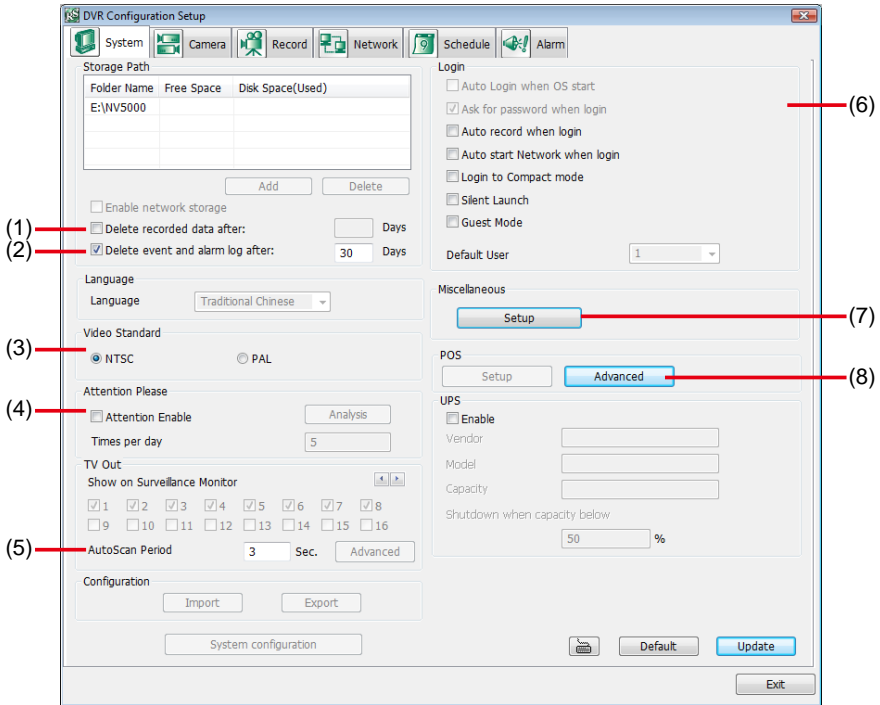 DVR Configuration Setup
System Camera Record Network Schedule Alarm
Storage Path
Folder Name Free Space Disk Space(Used)
E:\NV5000
Add Delete
Enable network storage
(1) Delete recorded data after: Days
(2) Delete event and alarm log after: 30 Days
Language
Language Traditional Chinese
Video Standard
(3) NTSC PAL
Attention Please
(4) Attention Enable Analysis
Times per day 5
TV Out
Show on Surveillance Monitor
1 2 3 4 5 6 7 8
9 10 11 12 13 14 15 16
(5) AutoScan Period 3 Sec. Advanced
Configuration
Import Export
System configuration
Login
Auto Login when OS start
Ask for password when login (6)
Auto record when login
Auto start Network when login
Login to Compact mode
Silent Launch
Guest Mode
Default User 1
Miscellaneous
Setup (7)
POS
Setup Advanced (8)
UPS
Enable
Vendor
Model
Capacity
Shutdown when capacity below
50 %
Default Update
Exit